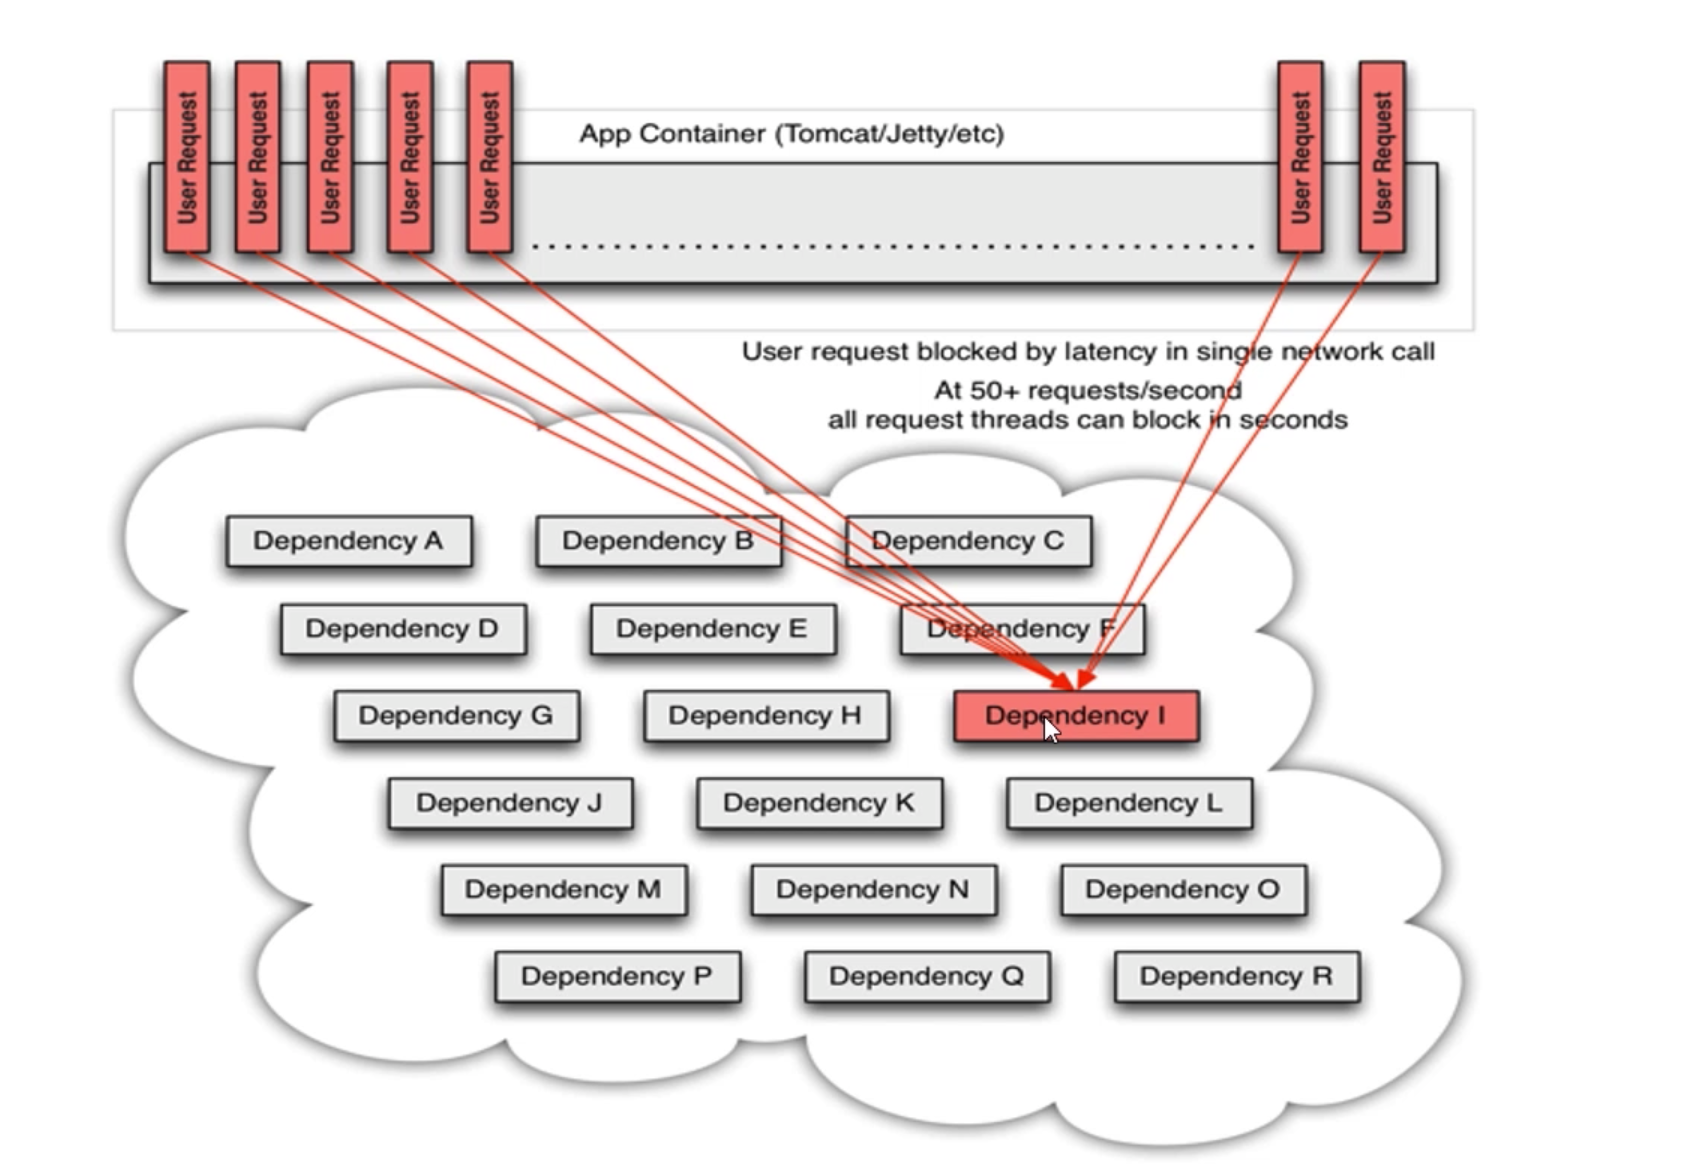 User Request
User Request
User Request
User Request
User Request
User Request
User Request
App Container (Tomcat/Jetty/etc)
User request blocked by latency in single network call
At 50+ requests/second
all request threads can block in seconds
Dependency A
Dependency B
Dependency C
Dependency D
Dependency E
Dependency F
Dependency G
Dependency H
Dependency I
Dependency J
Dependency K
Dependency L
Dependency M
Dependency N
Dependency O
Dependency P
Dependency Q
Dependency R